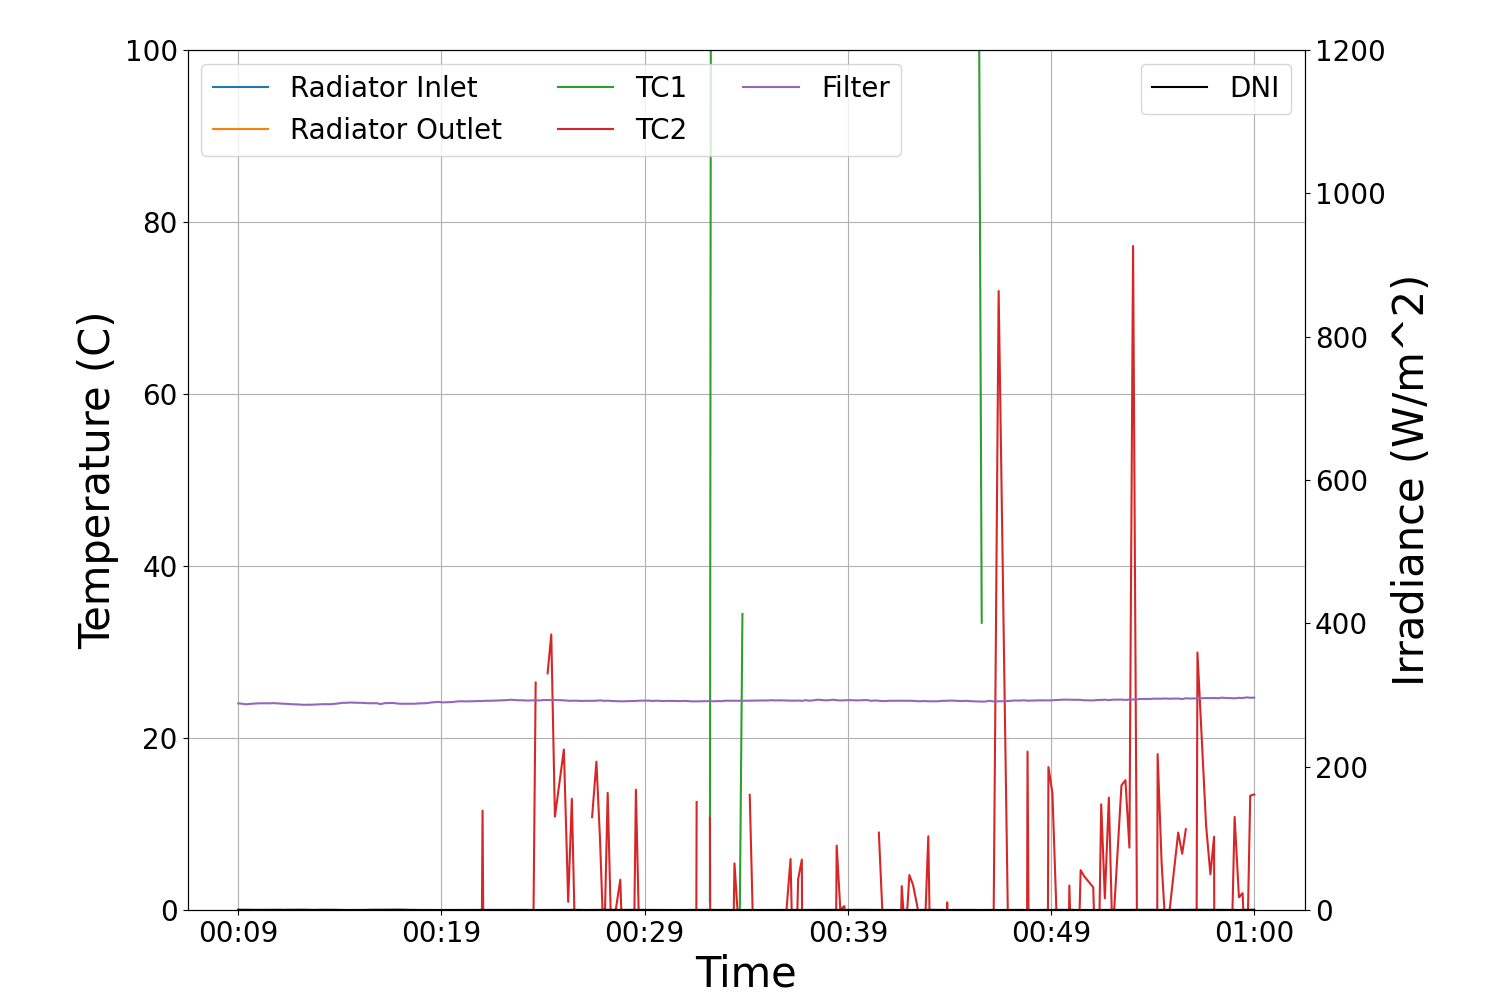 Radiator Inlet
Radiator Outlet
TC1
TC2
Filter
DNI
Temperature (C)
100
80
60
40
20
0
Irradiance (W/m^2)
1200
1000
800
600
400
200
0
00:09 00:19 00:29 00:39 00:49 01:00
Time